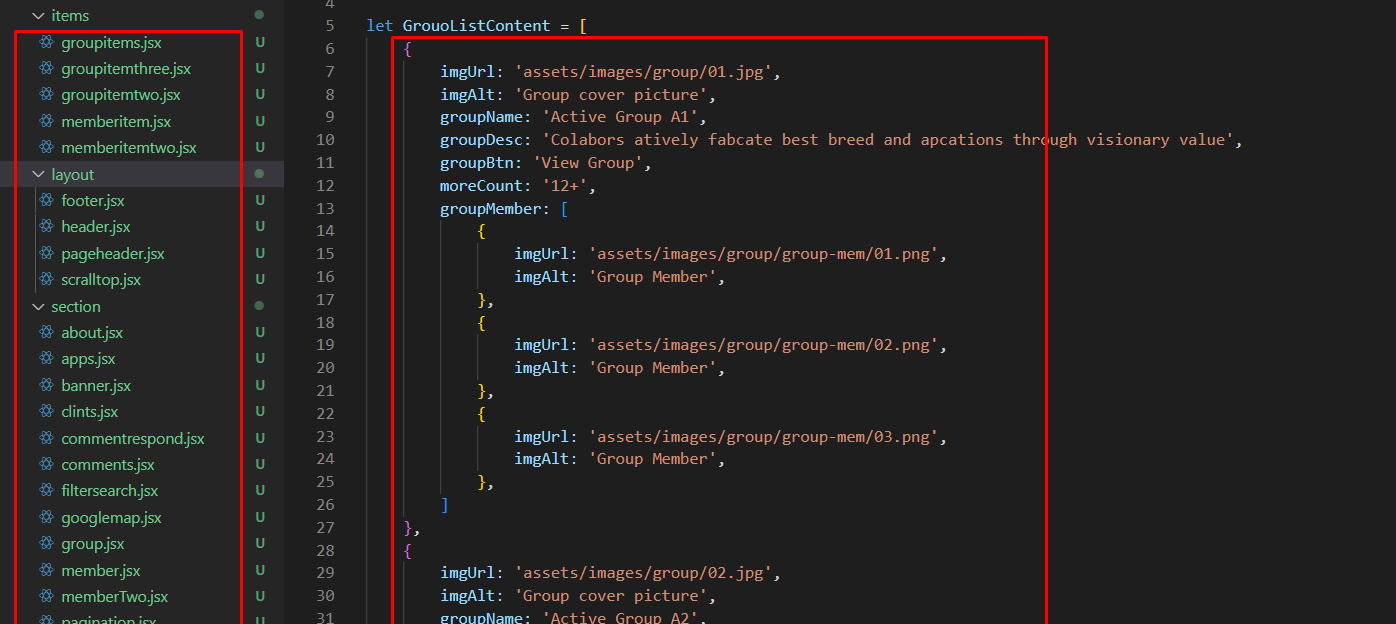 items
groupitems.jsx U
groupitemthree.jsx U
groupitemtwo.jsx U
memberitem.jsx U
memberitemtwo.jsx U
layout
footer.jsx U
header.jsx U
pageheader.jsx U
scralltop.jsx U
section
about.jsx U
apps.jsx U
banner.jsx U
clints.jsx U
commentrespond.jsx U
comments.jsx U
filtersearch.jsx U
googlemap.jsx U
group.jsx U
member.jsx U
memberTwo.jsx U
pagination.jsx U
4
5 let GrouoListContent = [
6 {
7 imgUrl: 'assets/images/group/01.jpg',
8 imgAlt: 'Group cover picture',
9 groupName: 'Active Group A1',
10 groupDesc: 'Colabors atively fabcate best breed and apcations through visionary value',
11 groupBtn: 'View Group',
12 moreCount: '12+',
13 groupMember: [
14 {
15 imgUrl: 'assets/images/group/group-mem/01.png',
16 imgAlt: 'Group Member',
17 },
18 {
19 imgUrl: 'assets/images/group/group-mem/02.png',
20 imgAlt: 'Group Member',
21 },
22 {
23 imgUrl: 'assets/images/group/group-mem/03.png',
24 imgAlt: 'Group Member',
25 },
26 ]
27 },
28 {
29 imgUrl: 'assets/images/group/02.jpg',
30 imgAlt: 'Group cover picture',
31 groupName: 'Active Group A2',